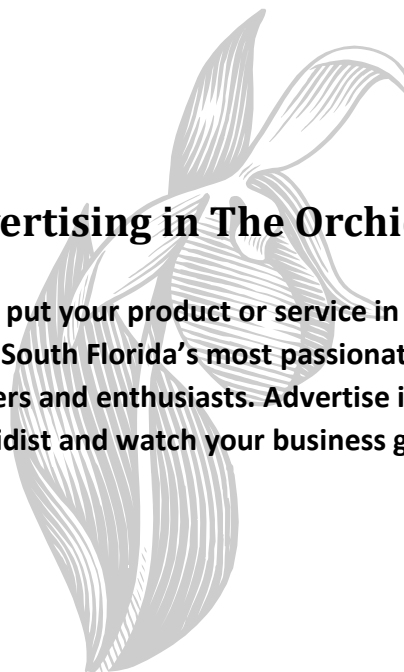 vertising in The Orchi
put your product or service in
South Florida's most passionat
ers and enthusiasts. Advertise i
idist and watch your business g